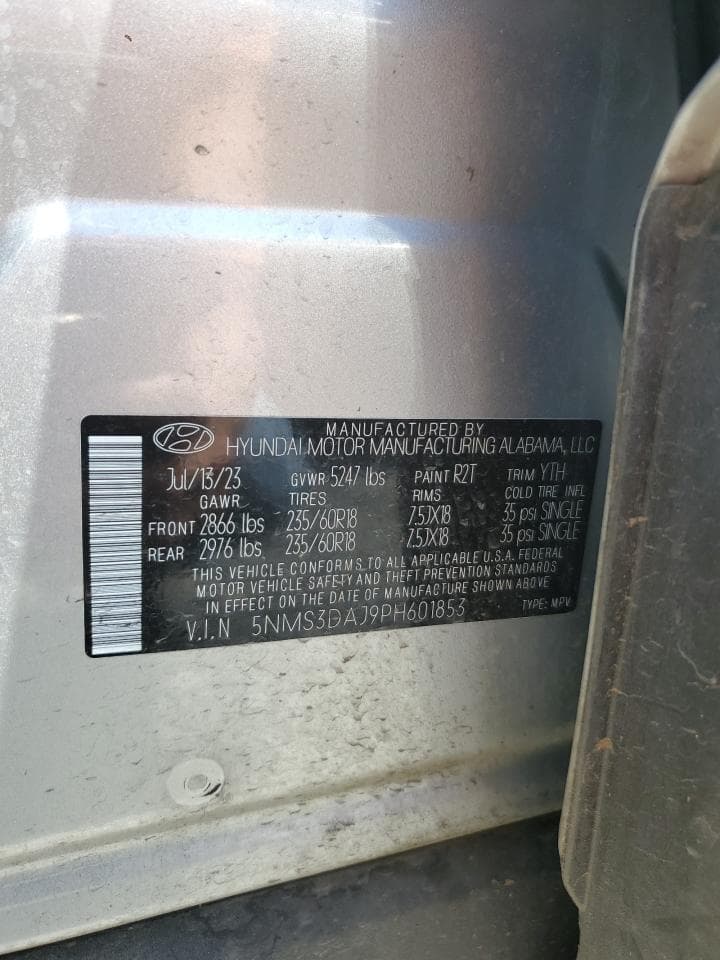 MANUFACTURED BY
HYUNDAI MOTOR MANUFACTURING ALABAMA, LLC
Jul/13/23 GVWR 5247 lbs PAINT R2T TRIM YTH
GAWR TIRES RIMS COLD TIRE INFL
FRONT 2866 lbs 235/60R18 7.5JX18 35 psi SINGLE
REAR 2976 lbs 235/60R18 7.5JX18 35 psi SINGLE
THIS VEHICLE CONFORMS TO ALL APPLICABLE U.S.A. FEDERAL
MOTOR VEHICLE SAFETY AND THEFT PREVENTION STANDARDS
IN EFFECT ON THE DATE OF MANUFACTURE SHOWN ABOVE
V.I.N 5NMS3DAJ9PH601853 TYPE: MPV